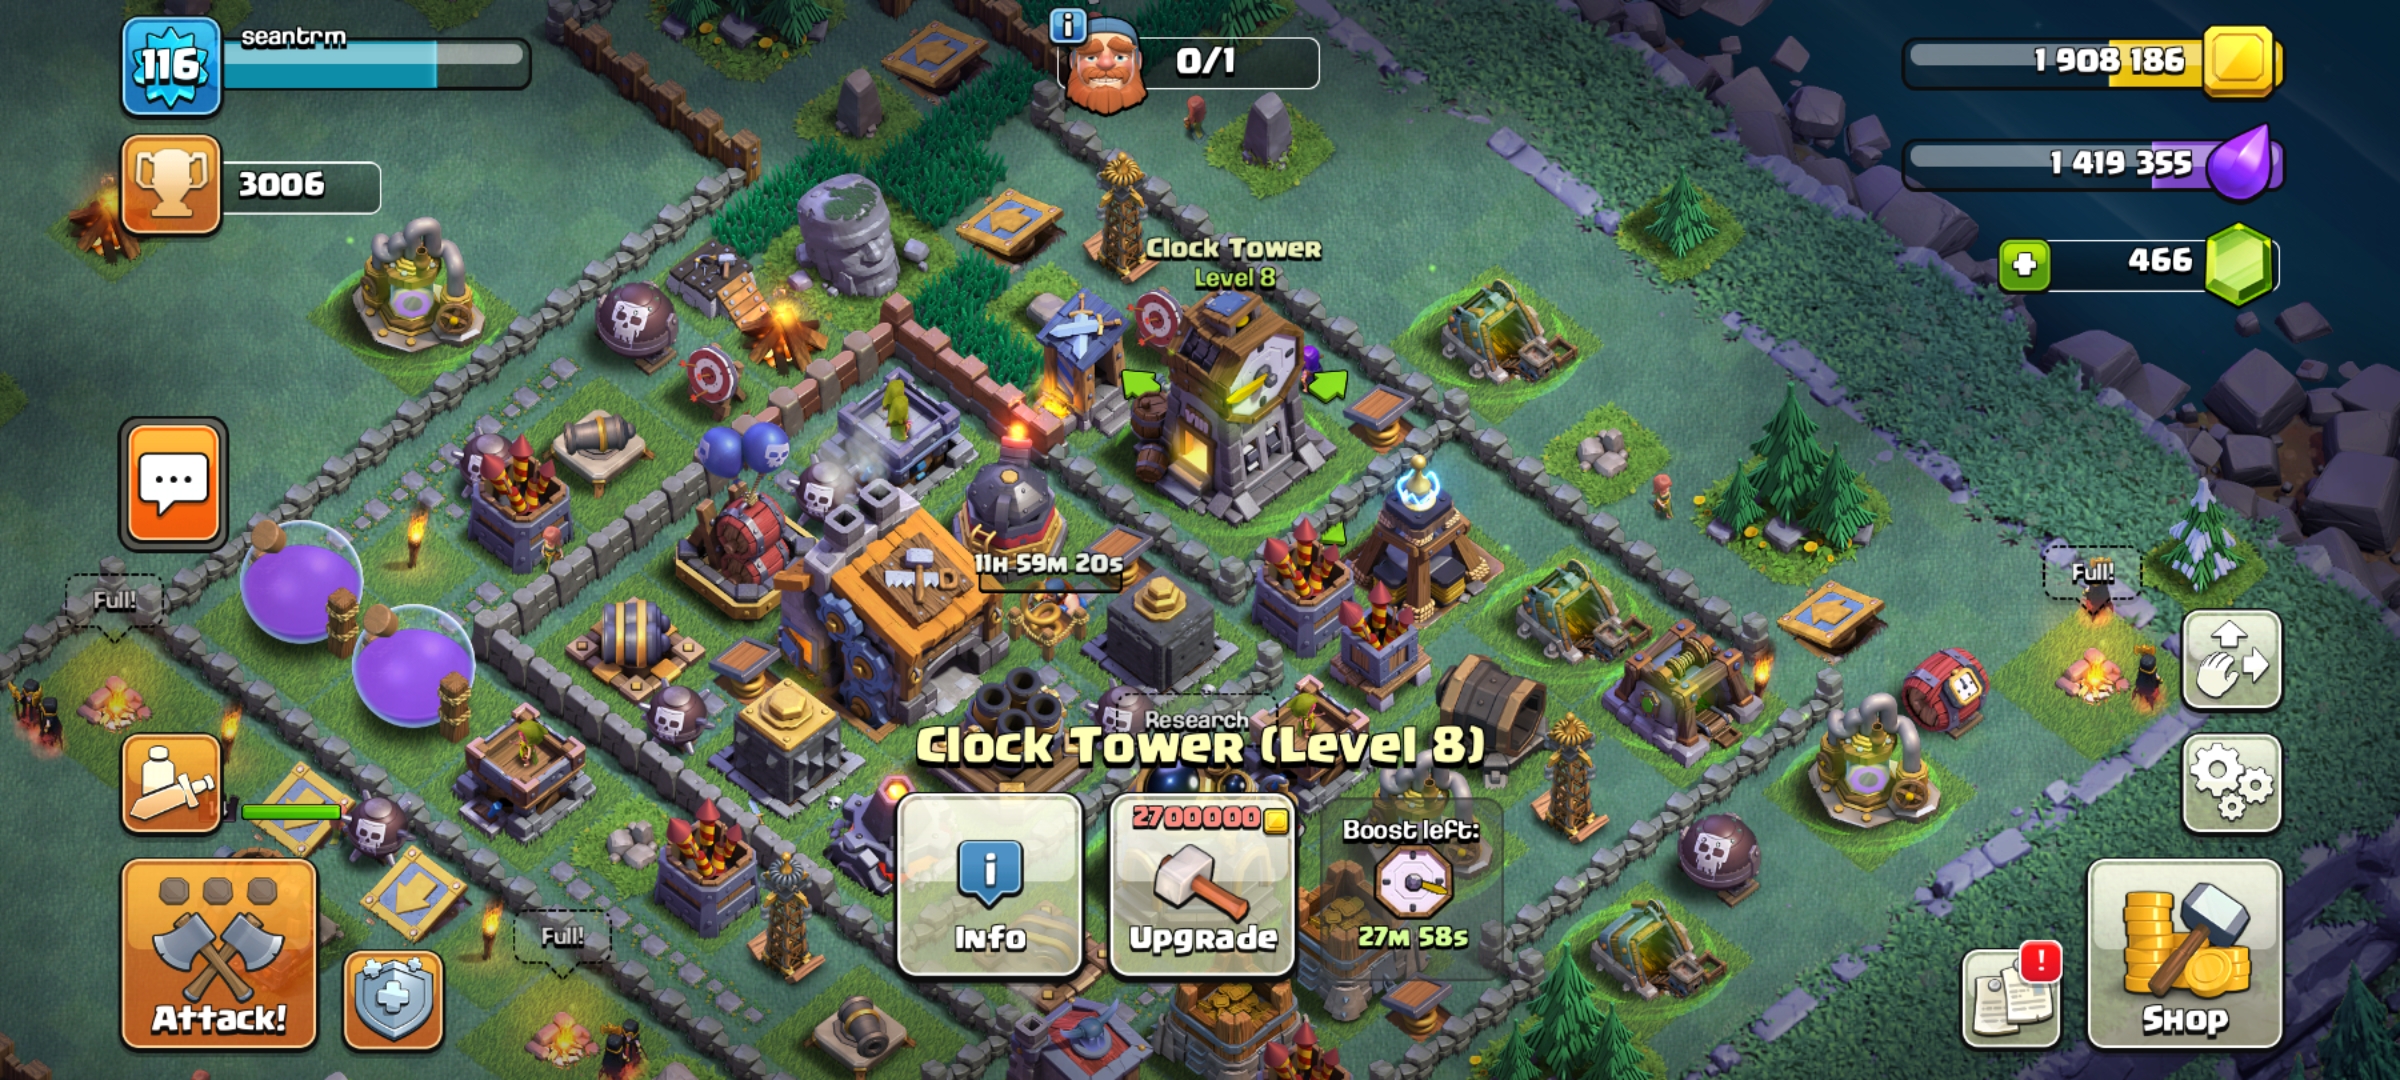 116
seantrm
i
0/1
1 908 186
3006
1 419 355
466
Clock Tower
Level 8
11H 59M 20s
Full!
Full!
Research
Clock Tower (Level 8)
2700000
Boost left:
Info
Upgrade
27M 58s
Full!
Attack!
!
Shop